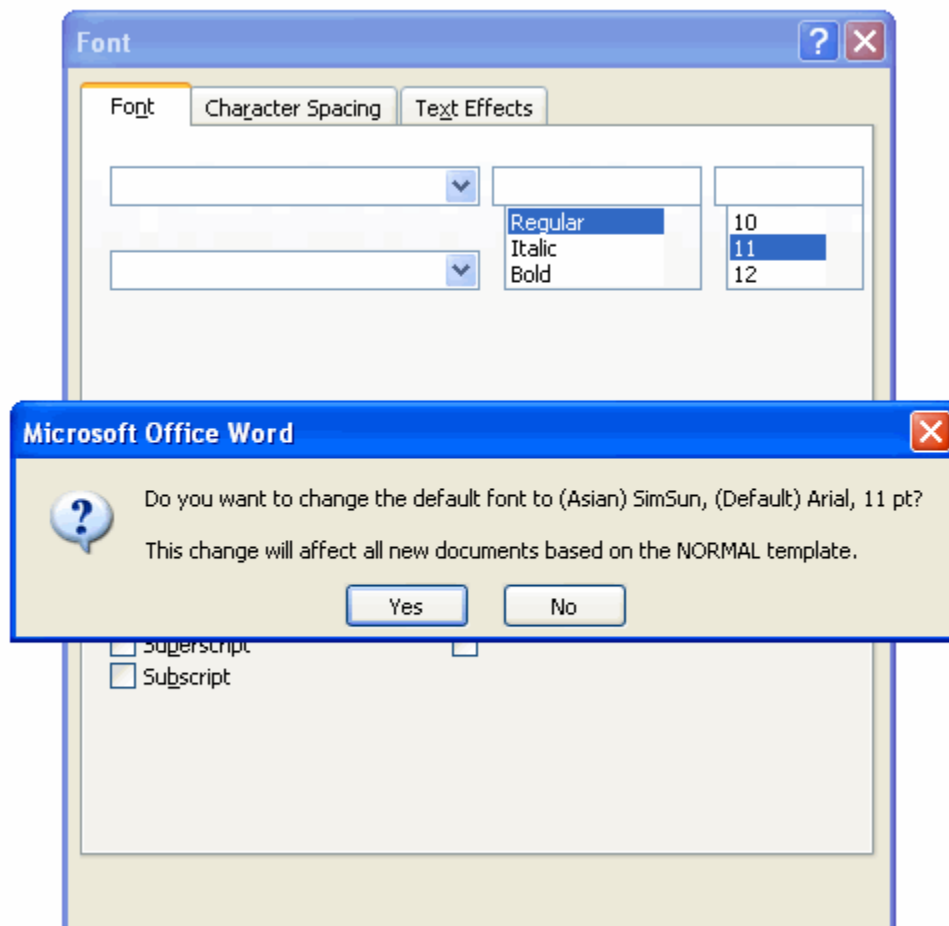 Font
Font Character Spacing Text Effects
Regular 10
Italic 11
Bold 12
Microsoft Office Word
Do you want to change the default font to (Asian) SimSun, (Default) Arial, 11 pt?
This change will affect all new documents based on the NORMAL template.
Yes No
Superscript
Subscript